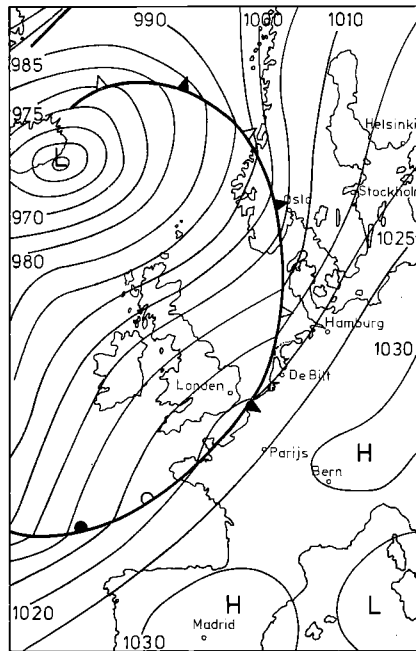 990
1000
1010
985
975
Helsinki
L
Oslo
Stockholm
970
1025
980
Hamburg
1030
Londen
De Bilt
Parijs
H
Bern
1020
H
L
Madrid
1030